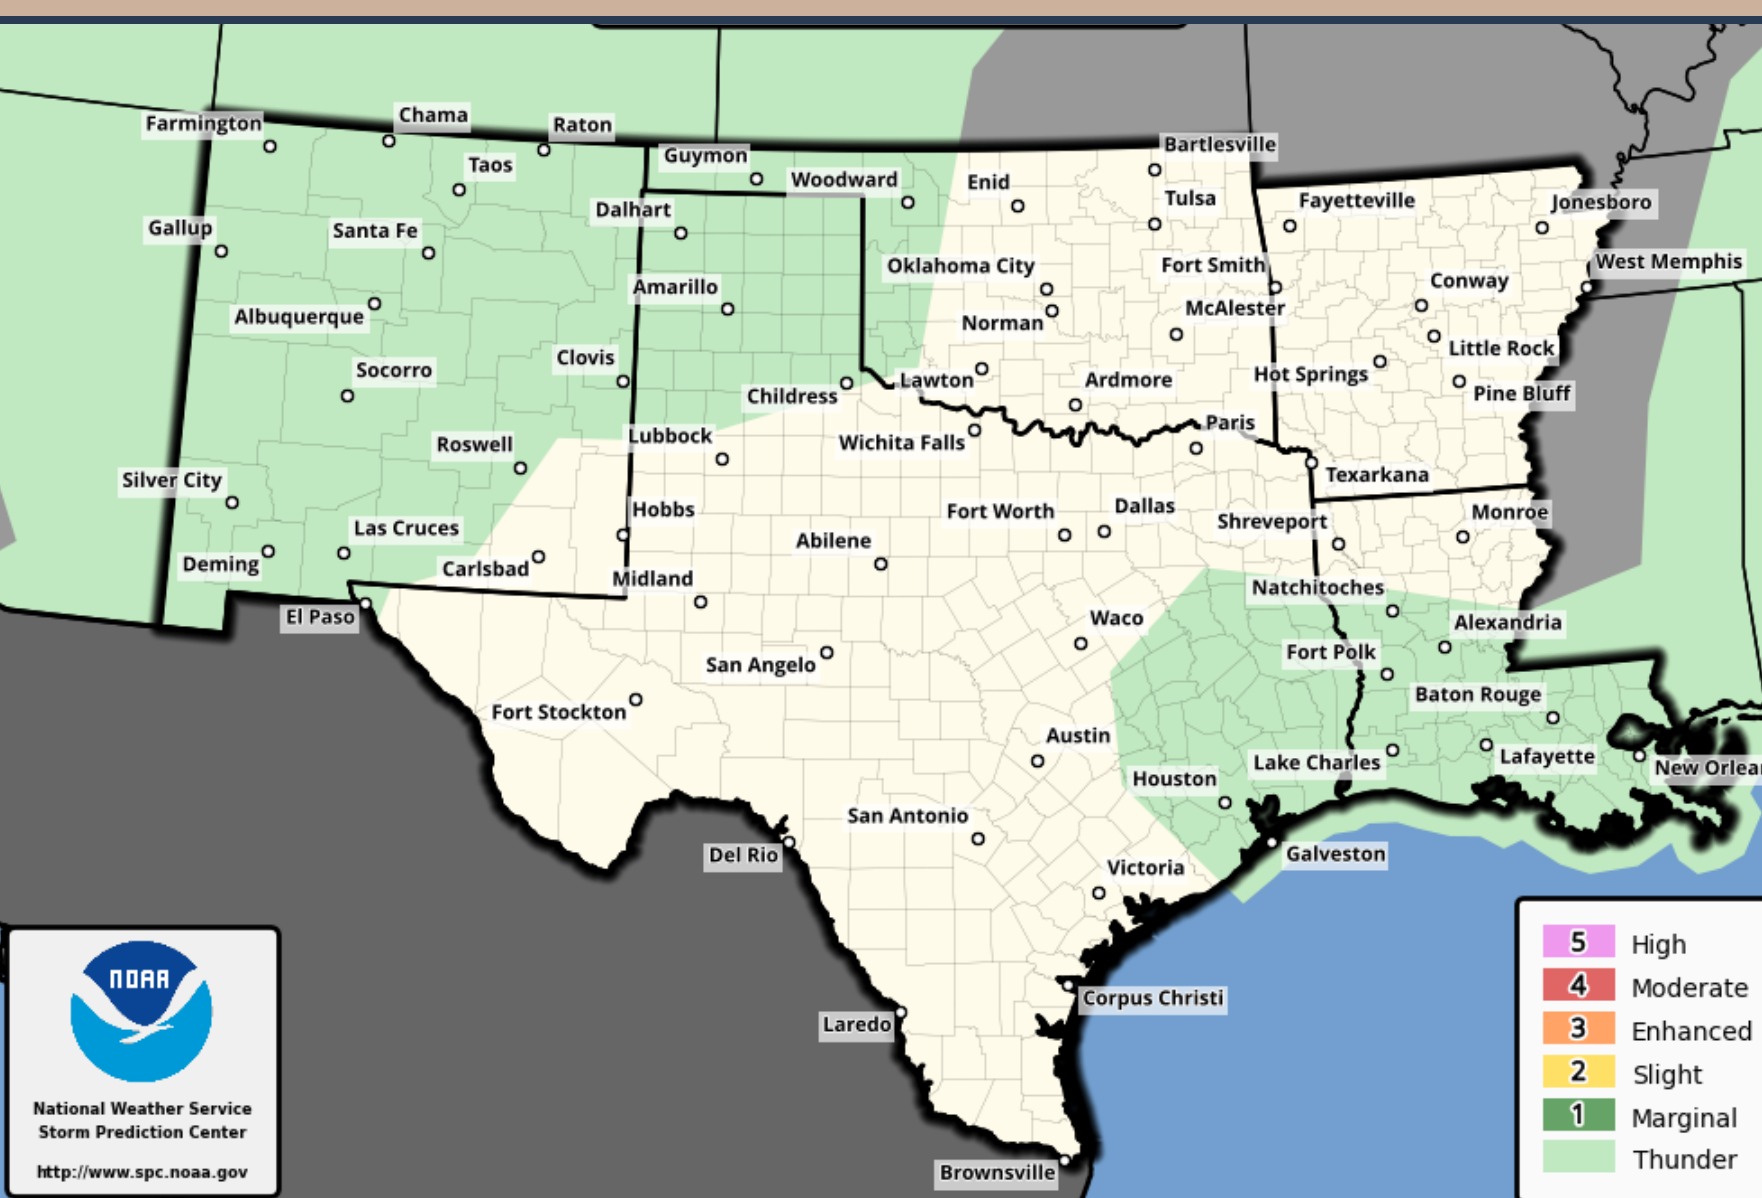 Farmington
Chama
Raton
Taos
Guymon
Woodward
Enid
Bartlesville
Tulsa
Fayetteville
Jonesboro
Gallup
Santa Fe
Dalhart
Oklahoma City
Fort Smith
West Memphis
Albuquerque
Amarillo
Norman
McAlester
Conway
Socorro
Clovis
Childress
Lawton
Ardmore
Hot Springs
Little Rock
Pine Bluff
Roswell
Lubbock
Wichita Falls
Paris
Texarkana
Silver City
Las Cruces
Hobbs
Abilene
Fort Worth
Dallas
Shreveport
Monroe
Deming
Carlsbad
Midland
Natchitoches
El Paso
San Angelo
Waco
Fort Polk
Alexandria
Fort Stockton
Austin
Baton Rouge
Houston
Lake Charles
Lafayette
New Orlea
San Antonio
Del Rio
Victoria
Galveston
Laredo
Corpus Christi
Brownsville
NOAA
National Weather Service
Storm Prediction Center
http://www.spc.noaa.gov
5 High
4 Moderate
3 Enhanced
2 Slight
1 Marginal
Thunder